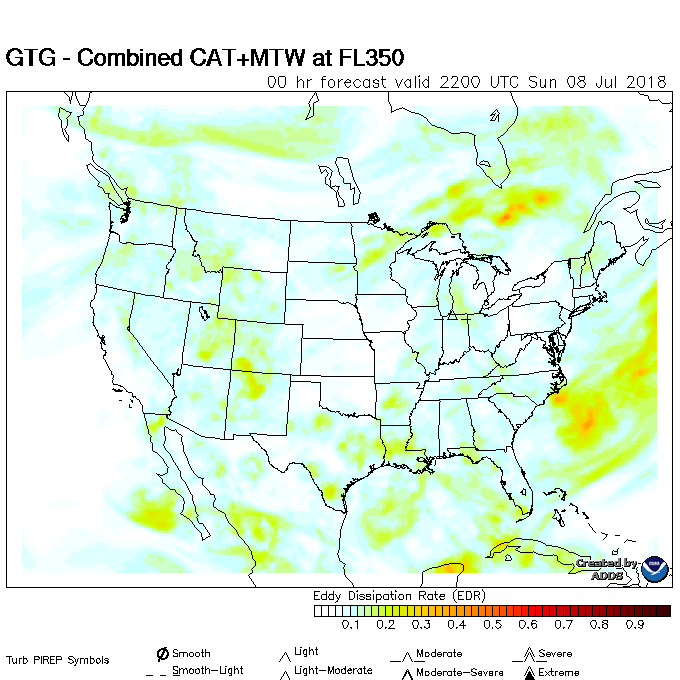 GTG - Combined CAT+MTW at FL350
00 hr forecast valid 2200 UTC Sun 08 Jul 2018
Created by
ADDS
Eddy Dissipation Rate (EDR)
0.1 0.2 0.3 0.4 0.5 0.6 0.7 0.8 0.9
Turb PIREP Symbols
Smooth Light Moderate Severe
Smooth-Light Light-Moderate Moderate-Severe Extreme